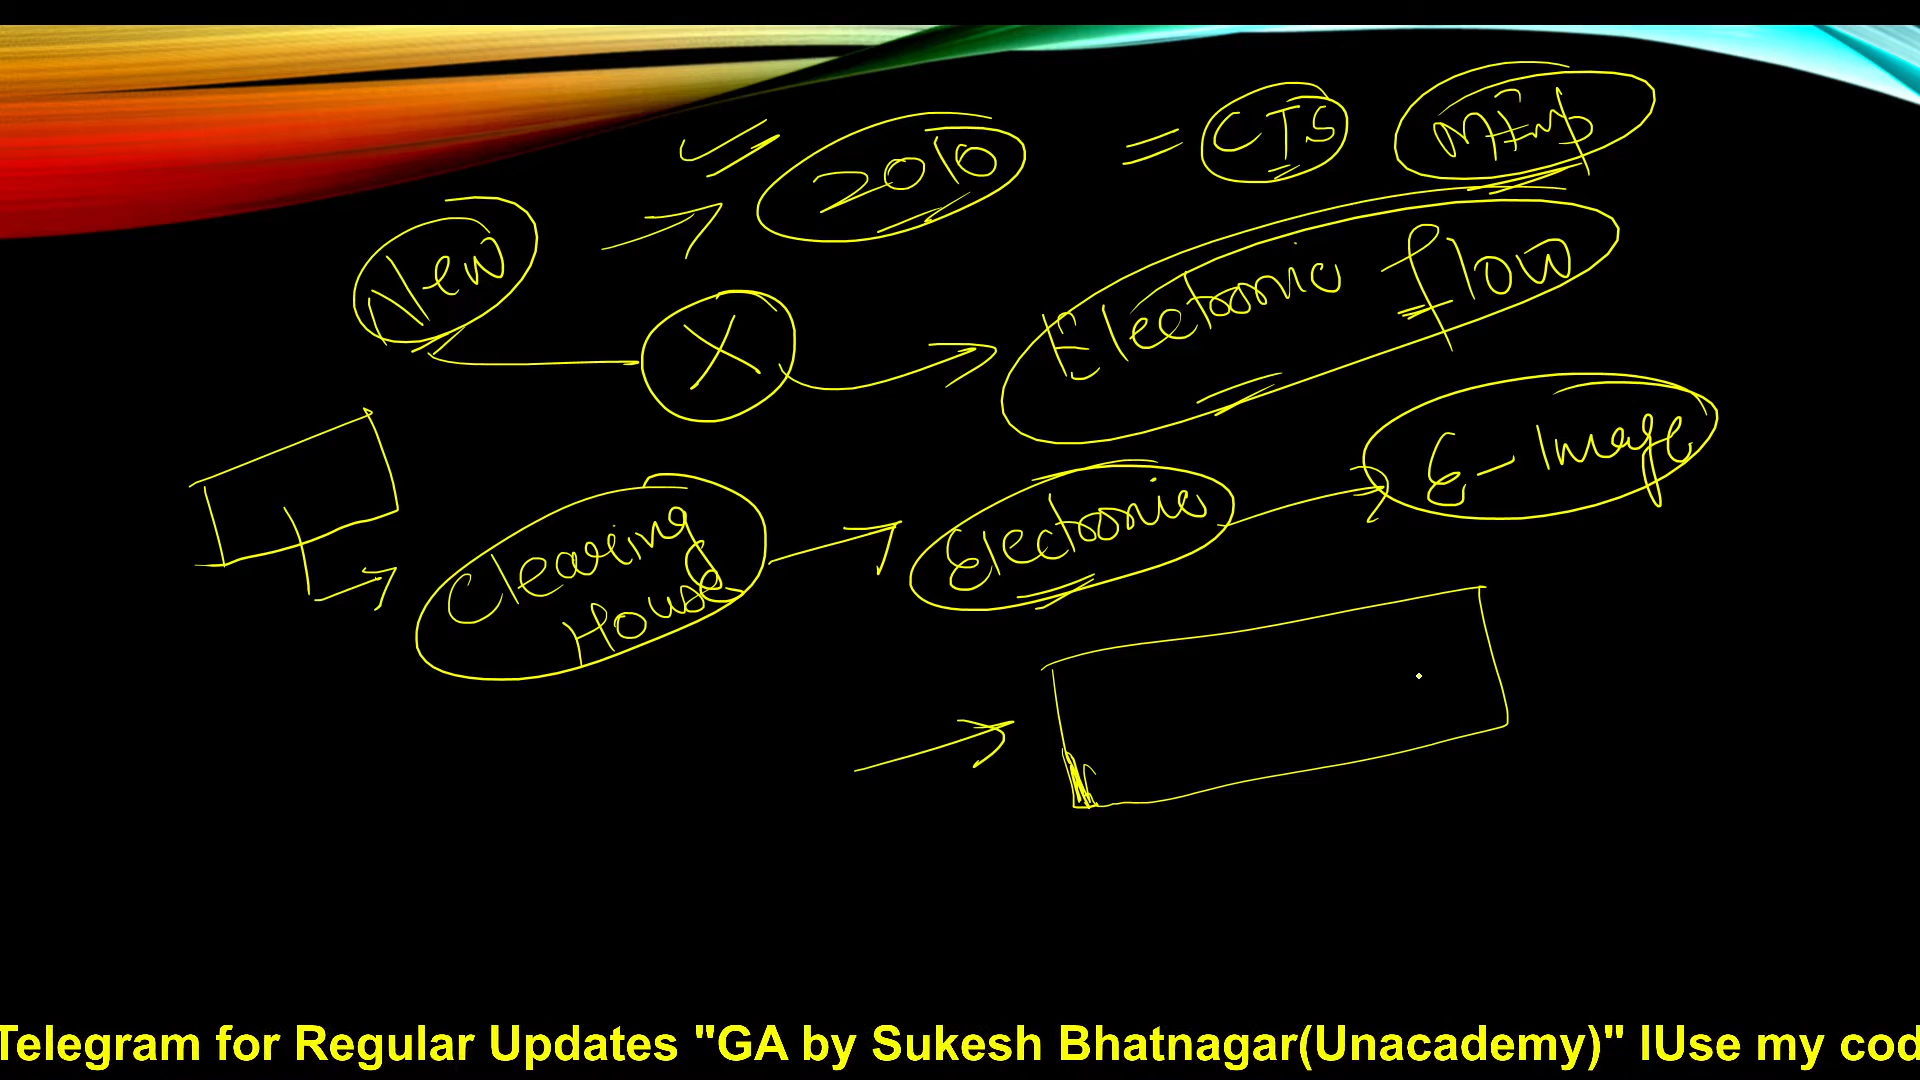 2010 = CTS M.Imp
New
X Electronic flow
Clearing House Electronic E-Image
Telegram for Regular Updates "GA by Sukesh Bhatnagar(Unacademy)" IUse my cod